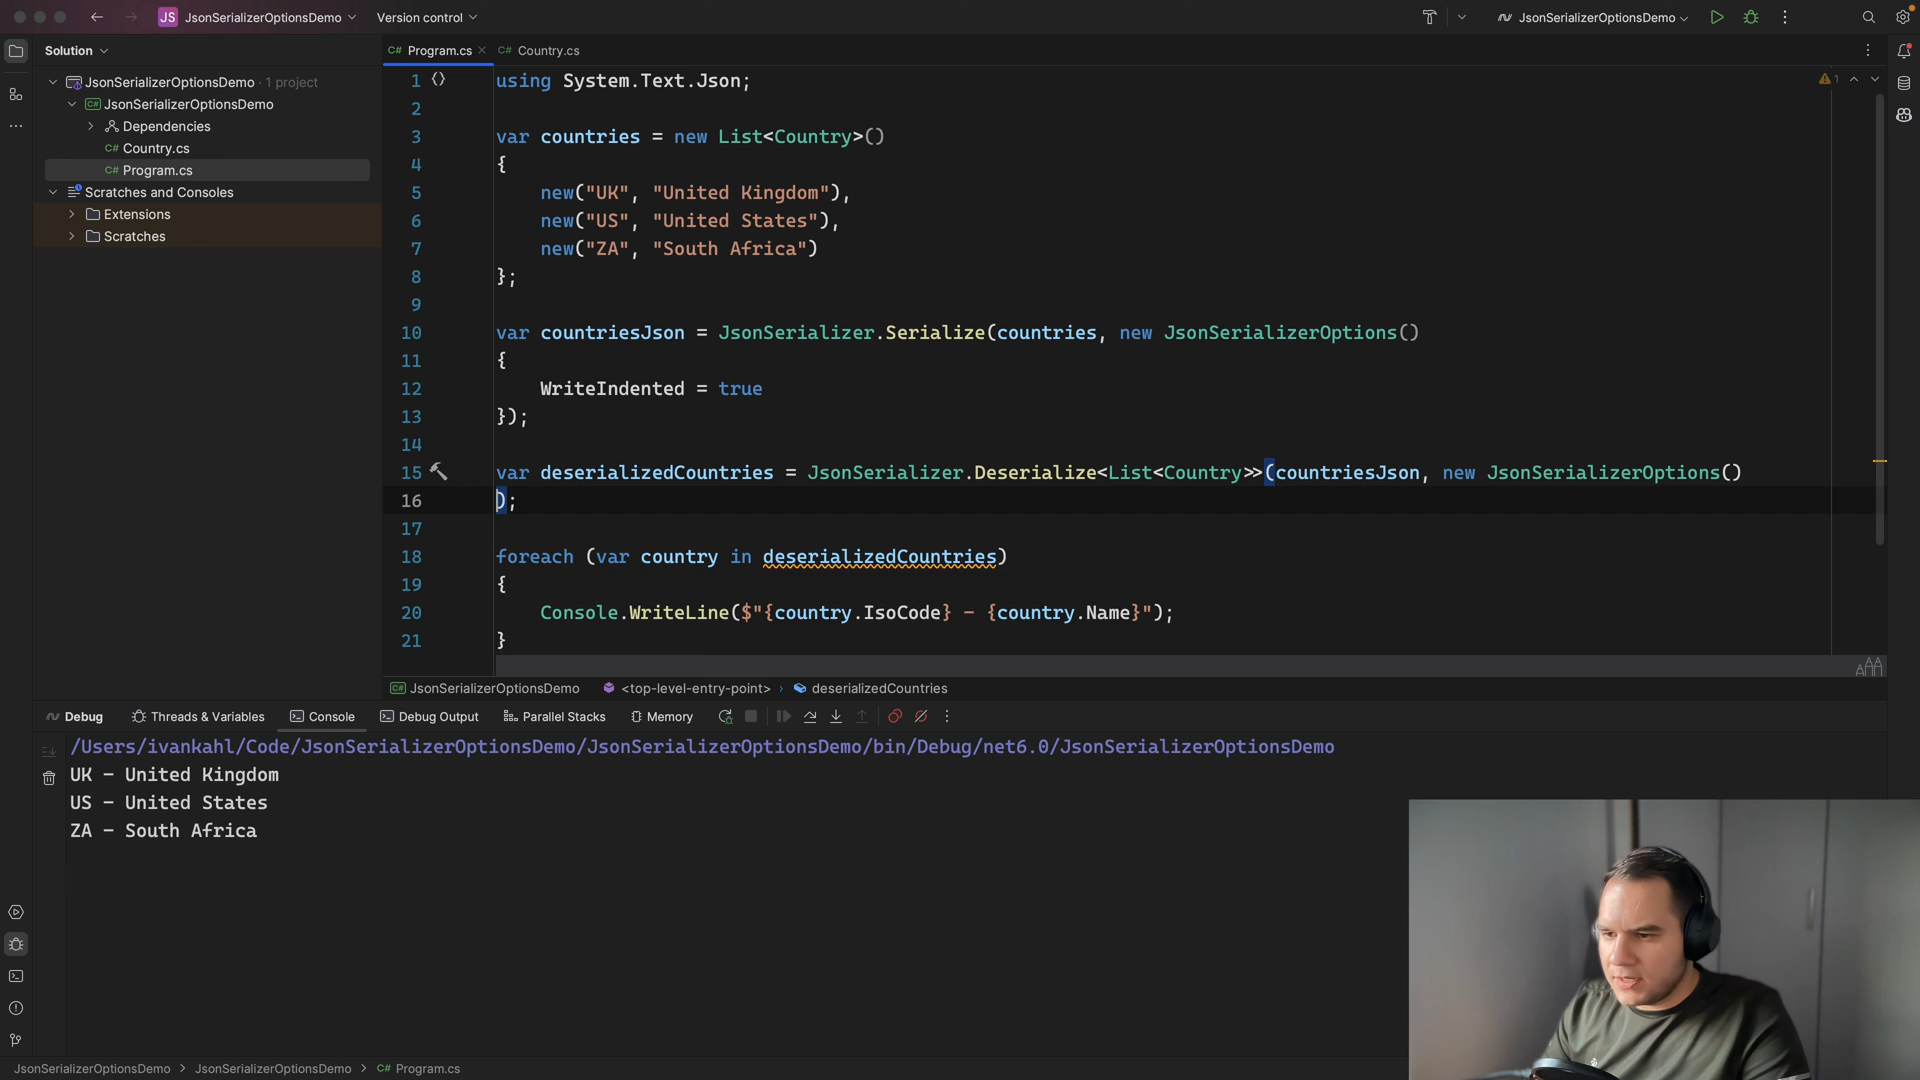 JS JsonSerializerOptionsDemo Version control JsonSerializerOptionsDemo
Solution
JsonSerializerOptionsDemo · 1 project
C# JsonSerializerOptionsDemo
Dependencies
C# Country.cs
C# Program.cs
Scratches and Consoles
Extensions
Scratches
C# Program.cs C# Country.cs
1 using System.Text.Json; 1
2
3 var countries = new List<Country>()
4 {
5 new("UK", "United Kingdom"),
6 new("US", "United States"),
7 new("ZA", "South Africa")
8 };
9
10 var countriesJson = JsonSerializer.Serialize(countries, new JsonSerializerOptions()
11 {
12 WriteIndented = true
13 });
14
15 var deserializedCountries = JsonSerializer.Deserialize<List<Country>>(countriesJson, new JsonSerializerOptions()
16 );
17
18 foreach (var country in deserializedCountries)
19 {
20 Console.WriteLine($"{country.IsoCode} - {country.Name}");
21 }
C# JsonSerializerOptionsDemo <top-level-entry-point> › deserializedCountries
Debug Threads & Variables Console Debug Output Parallel Stacks Memory
/Users/ivankahl/Code/JsonSerializerOptionsDemo/JsonSerializerOptionsDemo/bin/Debug/net6.0/JsonSerializerOptionsDemo
UK - United Kingdom
US - United States
ZA - South Africa
JsonSerializerOptionsDemo > JsonSerializerOptionsDemo > C# Program.cs